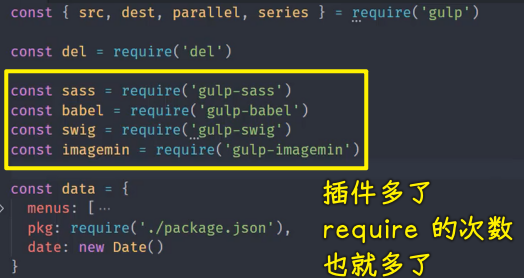 const { src, dest, parallel, series } = require('gulp')
const del = require('del')
const sass = require('gulp-sass')
const babel = require('gulp-babel')
const swig = require('gulp-swig')
const imagemin = require('gulp-imagemin')
const data = {
menus: [⋯
pkg: require('./package.json'),
date: new Date()
}
插件多了
require 的次数
也就多了